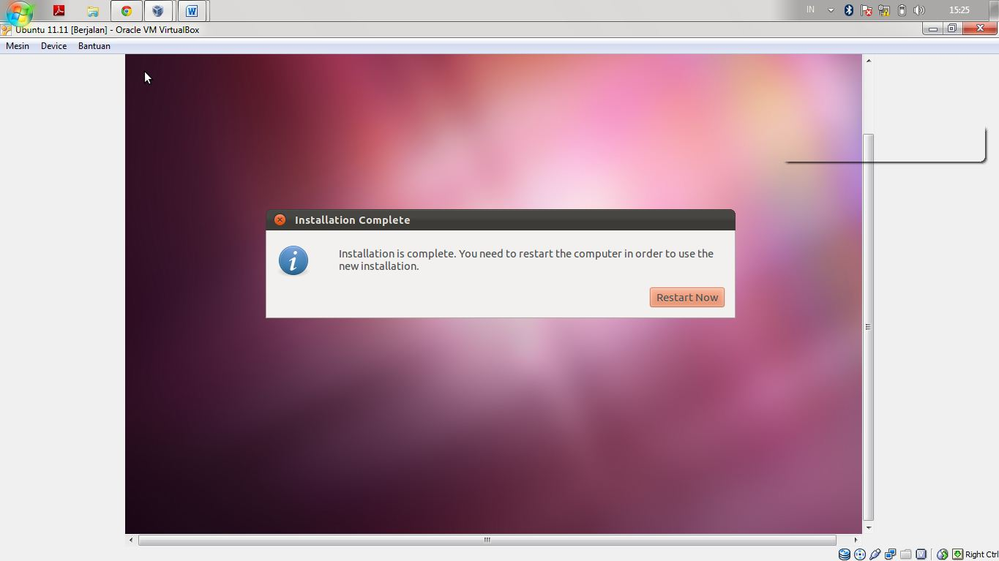 IN
15:25
Ubuntu 11.11 [Berjalan] - Oracle VM VirtualBox
Mesin Device Bantuan
Installation Complete
Installation is complete. You need to restart the computer in order to use the
new installation.
Restart Now
Right Ctrl